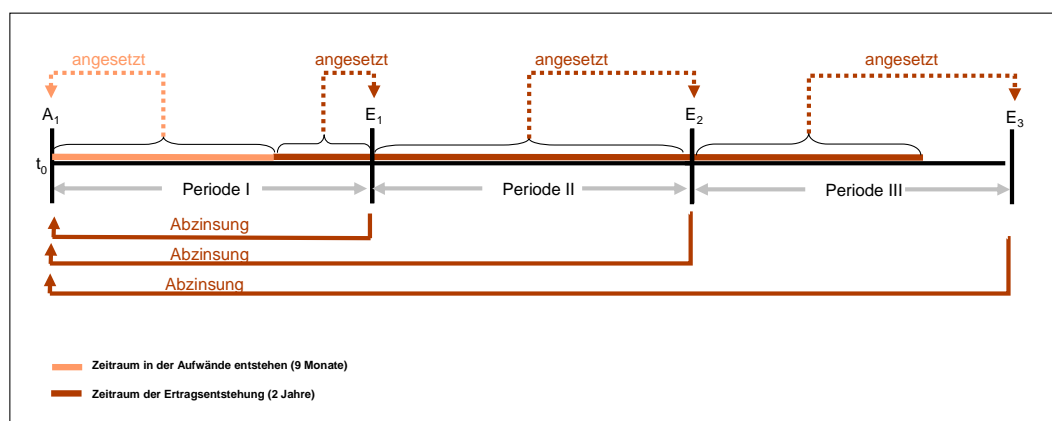 angesetzt angesetzt angesetzt angesetzt
A1 E1 E2 E3
t0
Periode I Periode II Periode III
Abzinsung
Abzinsung
Abzinsung
Zeitraum in der Aufwände entstehen (9 Monate)
Zeitraum der Ertragsentstehung (2 Jahre)